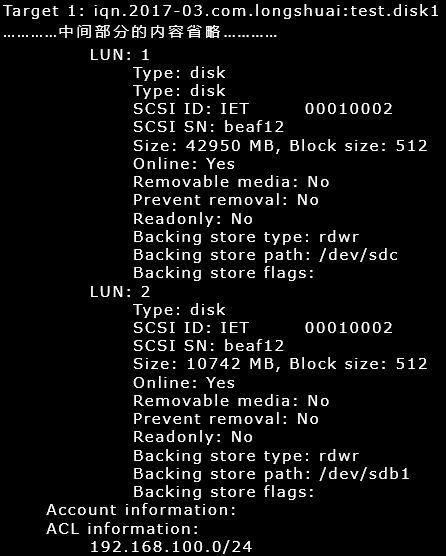 Target 1: iqn.2017-03.com.longshuai:test.disk1
…………中间部分的内容省略…………
LUN: 1
Type: disk
Type: disk
SCSI ID: IET 00010002
SCSI SN: beaf12
Size: 42950 MB, Block size: 512
Online: Yes
Removable media: No
Prevent removal: No
Readonly: No
Backing store type: rdwr
Backing store path: /dev/sdc
Backing store flags:
LUN: 2
Type: disk
SCSI ID: IET 00010002
SCSI SN: beaf12
Size: 10742 MB, Block size: 512
Online: Yes
Removable media: No
Prevent removal: No
Readonly: No
Backing store type: rdwr
Backing store path: /dev/sdb1
Backing store flags:
Account information:
ACL information:
192.168.100.0/24